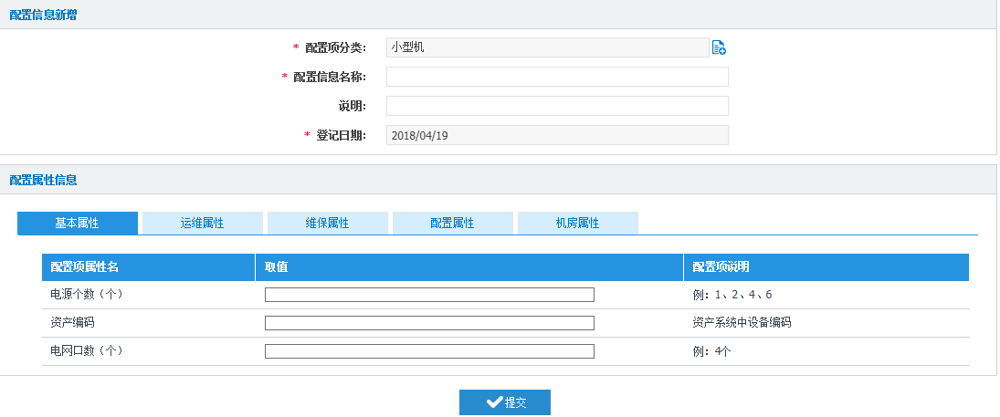 配置信息新增
* 配置项分类： 小型机
* 配置信息名称：
说明：
* 登记日期： 2018/04/19
配置属性信息
基本属性 运维属性 维保属性 配置属性 机房属性
配置项属性名 取值 配置项说明
电源个数（个） 例：1、2、4、6
资产编码 资产系统中设备编码
电网口数（个） 例：4个
提交